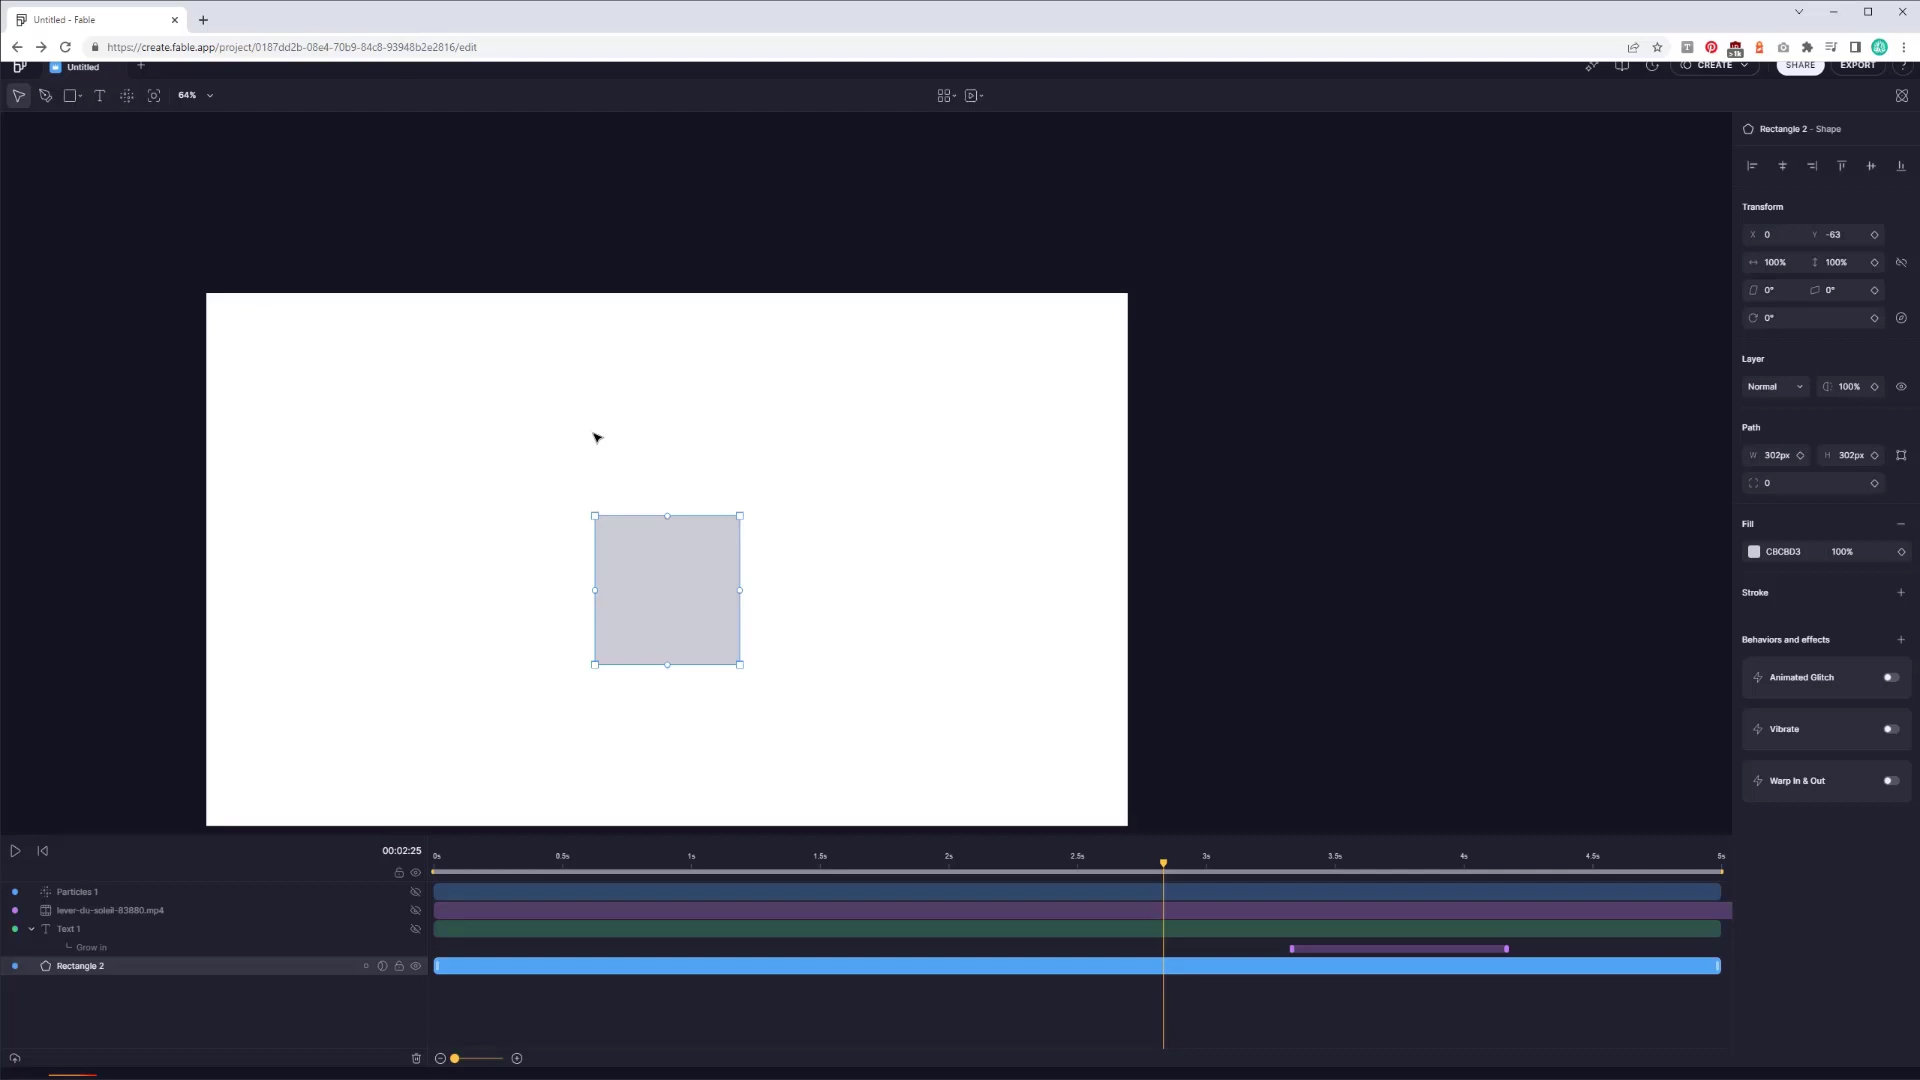 Untitled - Fable
https://create.fable.app/project/0187dd2b-08e4-70b9-84c8-93948b2e2816/edit
>1k
Untitled
CREATE
SHARE
EXPORT
64%
Rectangle 2 - Shape
Transform
X 0 Y -63
100% 100%
0° 0°
0°
Layer
Normal 100%
Path
W 302px H 302px
0
Fill
CBCBD3 100%
Stroke
Behaviors and effects
Animated Glitch
Vibrate
Warp In & Out
00:02:25
0s 0.5s 1s 1.5s 2s 2.5s 3s 3.5s 4s 4.5s 5s
Particles 1
lever-du-soleil-83880.mp4
Text 1
Grow in
Rectangle 2